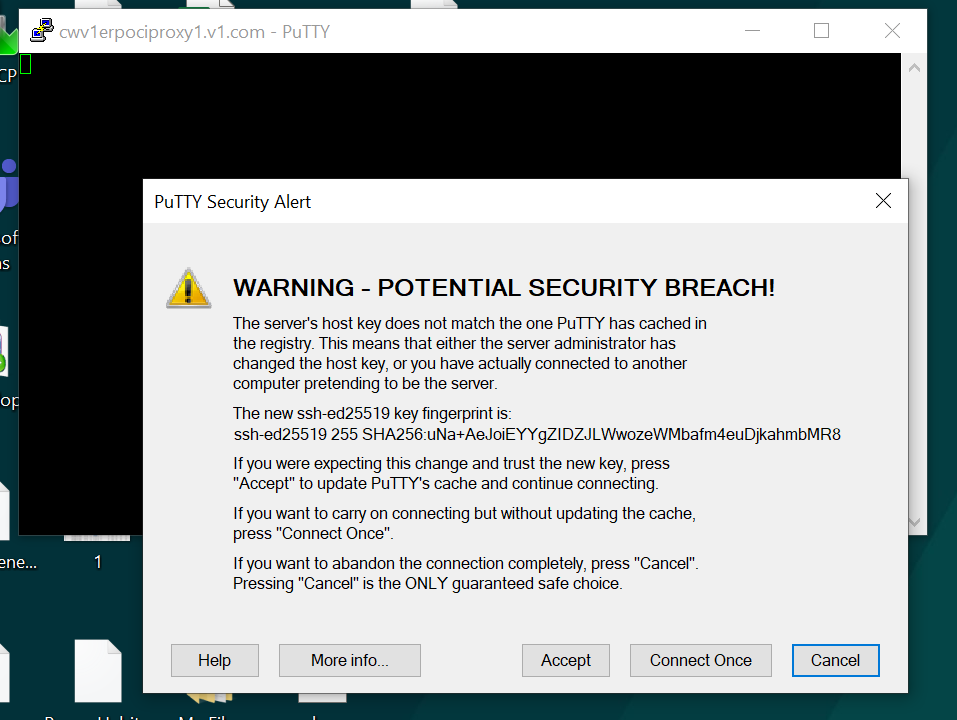 cwv1erpociproxy1.v1.com - PuTTY
CP
PuTTY Security Alert
of
s
WARNING - POTENTIAL SECURITY BREACH!
The server's host key does not match the one PuTTY has cached in
the registry. This means that either the server administrator has
changed the host key, or you have actually connected to another
computer pretending to be the server.
op
The new ssh-ed25519 key fingerprint is:
ssh-ed25519 255 SHA256:uNa+AeJoiEYYgZIDZJLWwozeWMbafm4euDjkahmbMR8
If you were expecting this change and trust the new key, press
"Accept" to update PuTTY's cache and continue connecting.
If you want to carry on connecting but without updating the cache,
press "Connect Once".
ene...
1
If you want to abandon the connection completely, press "Cancel".
Pressing "Cancel" is the ONLY guaranteed safe choice.
Help More info... Accept Connect Once Cancel